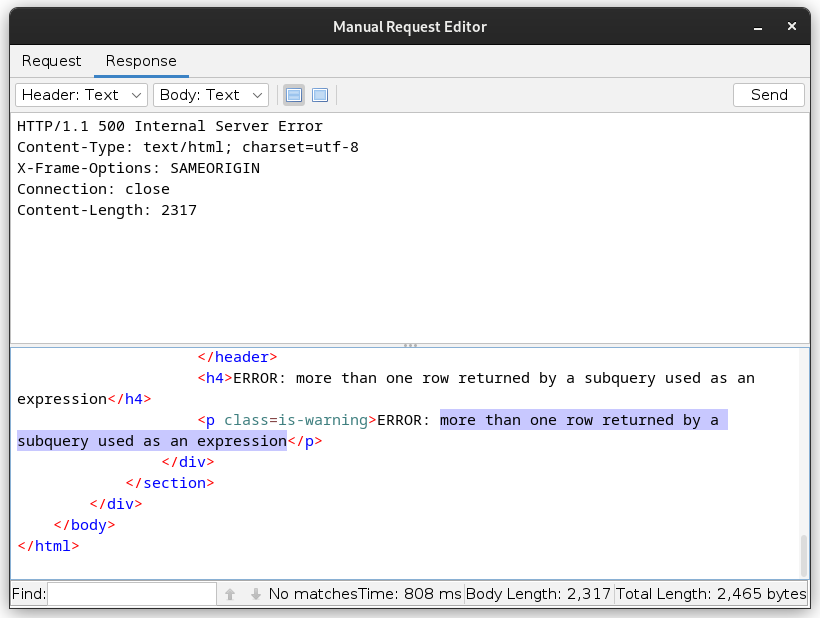 Manual Request Editor
Request Response
Header: Text Body: Text Send
HTTP/1.1 500 Internal Server Error
Content-Type: text/html; charset=utf-8
X-Frame-Options: SAMEORIGIN
Connection: close
Content-Length: 2317
</header>
<h4>ERROR: more than one row returned by a subquery used as an
expression</h4>
<p class=is-warning>ERROR: more than one row returned by a
subquery used as an expression</p>
</div>
</section>
</div>
</body>
</html>
Find: No matches Time: 808 ms Body Length: 2,317 Total Length: 2,465 bytes